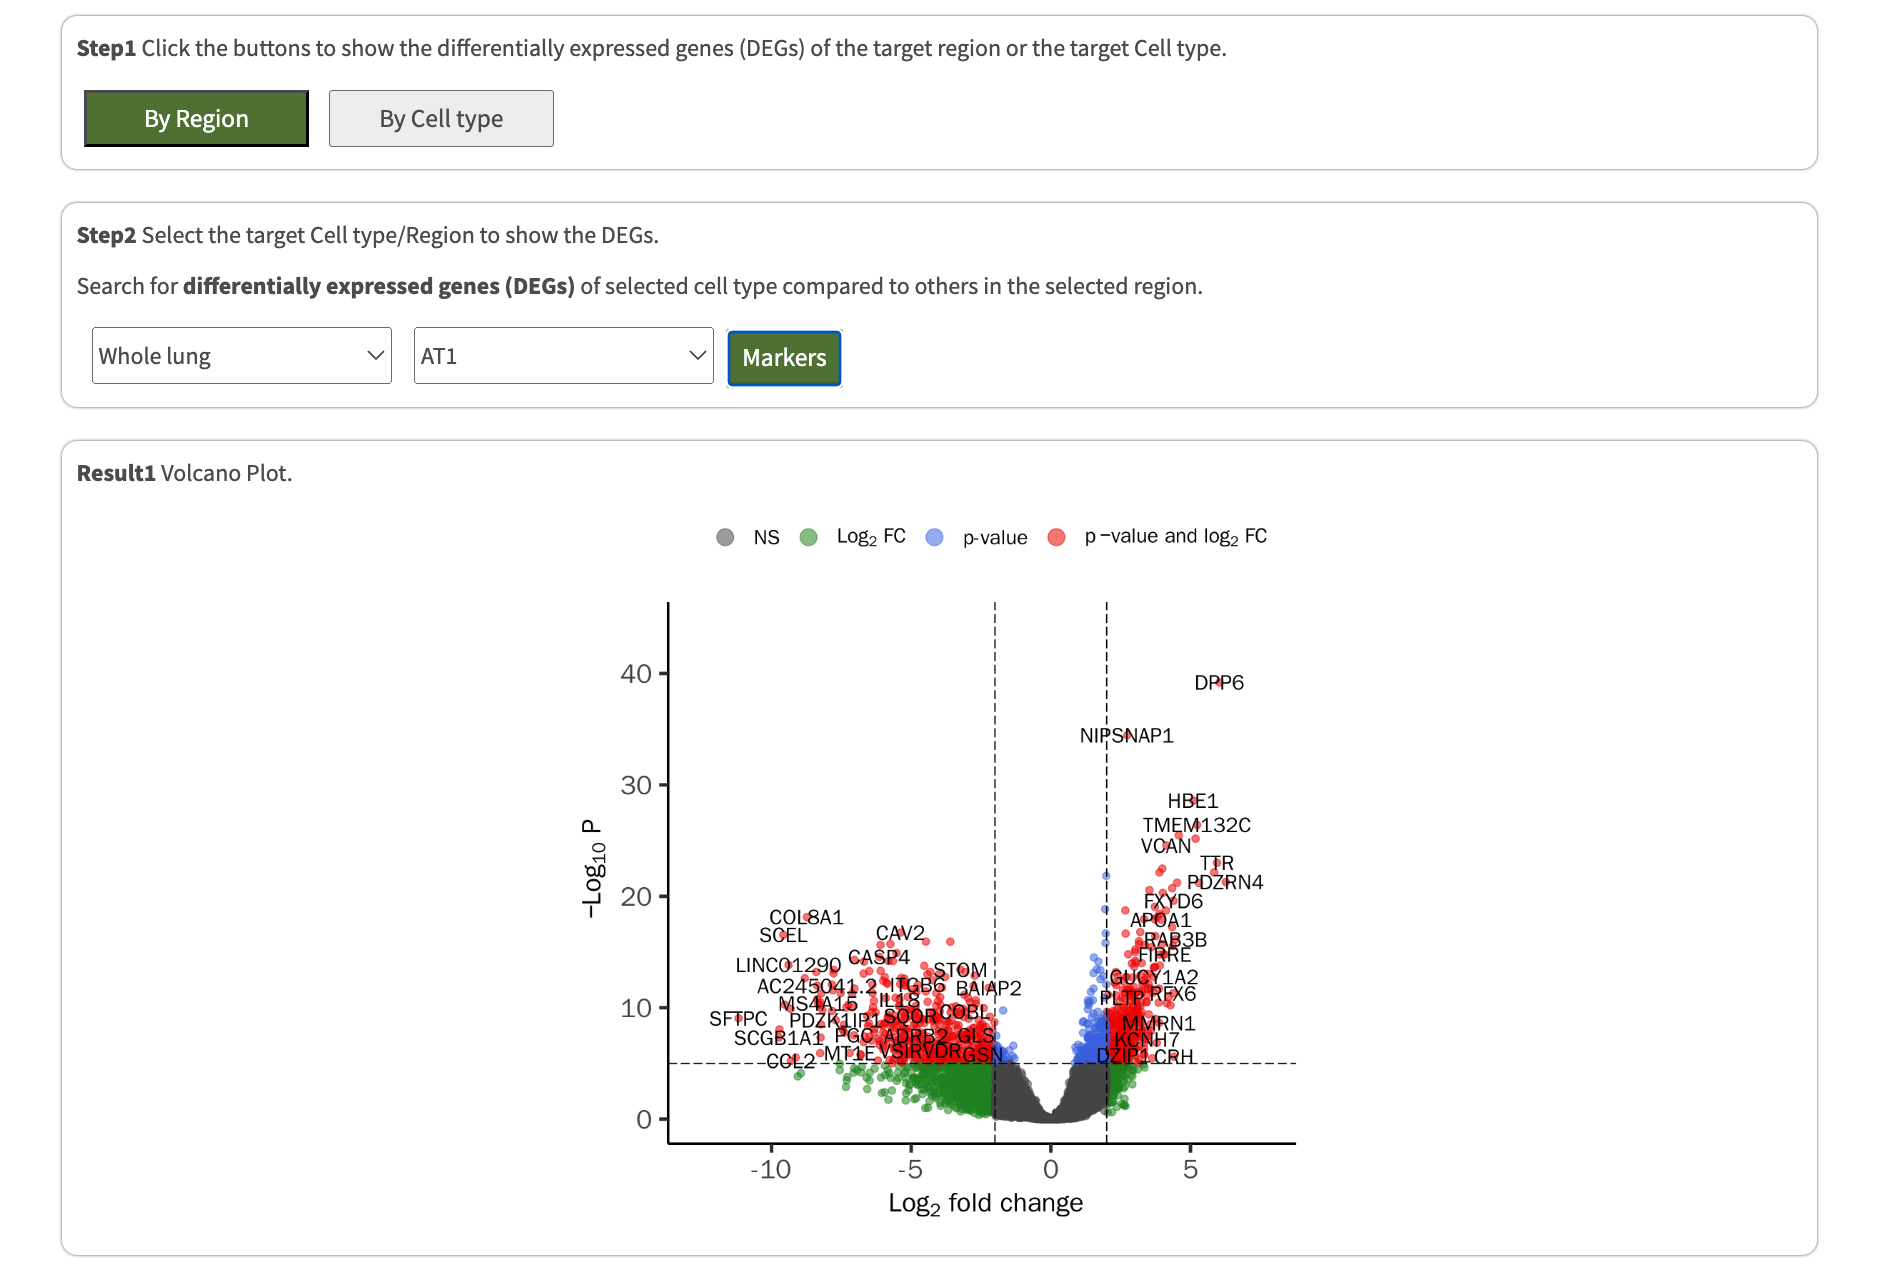 Step1 Click the buttons to show the differentially expressed genes (DEGs) of the target region or the target Cell type.
By Region
By Cell type
Step2 Select the target Cell type/Region to show the DEGs.
Search for differentially expressed genes (DEGs) of selected cell type compared to others in the selected region.
Whole lung
AT1
Markers
Result1 Volcano Plot.
NS
Log2 FC
p-value
p −value and log2 FC
−Log10 P
40
30
20
10
0
DPP6
NIPSNAP1
HBE1
TMEM132C
VCAN
TTR
PDZRN4
FXYD6
APOA1
RAB3B
FIRRE
GUCY1A2
PLTP
RFX6
MMRN1
KCNH7
DZIP1
CRH
COL8A1
SCEL
CAV2
CASP4
LINC01290
STOM
AC245041.2
ITGB6
BAIAP2
MS4A15
IL18
SFTPC
PDZK1IP1
SQOR
COBL
SCGB1A1
PGC
ADRB2
GLS
CCL2
MT1E
VSIR
VDR
GSN
-10
-5
0
5
Log2 fold change